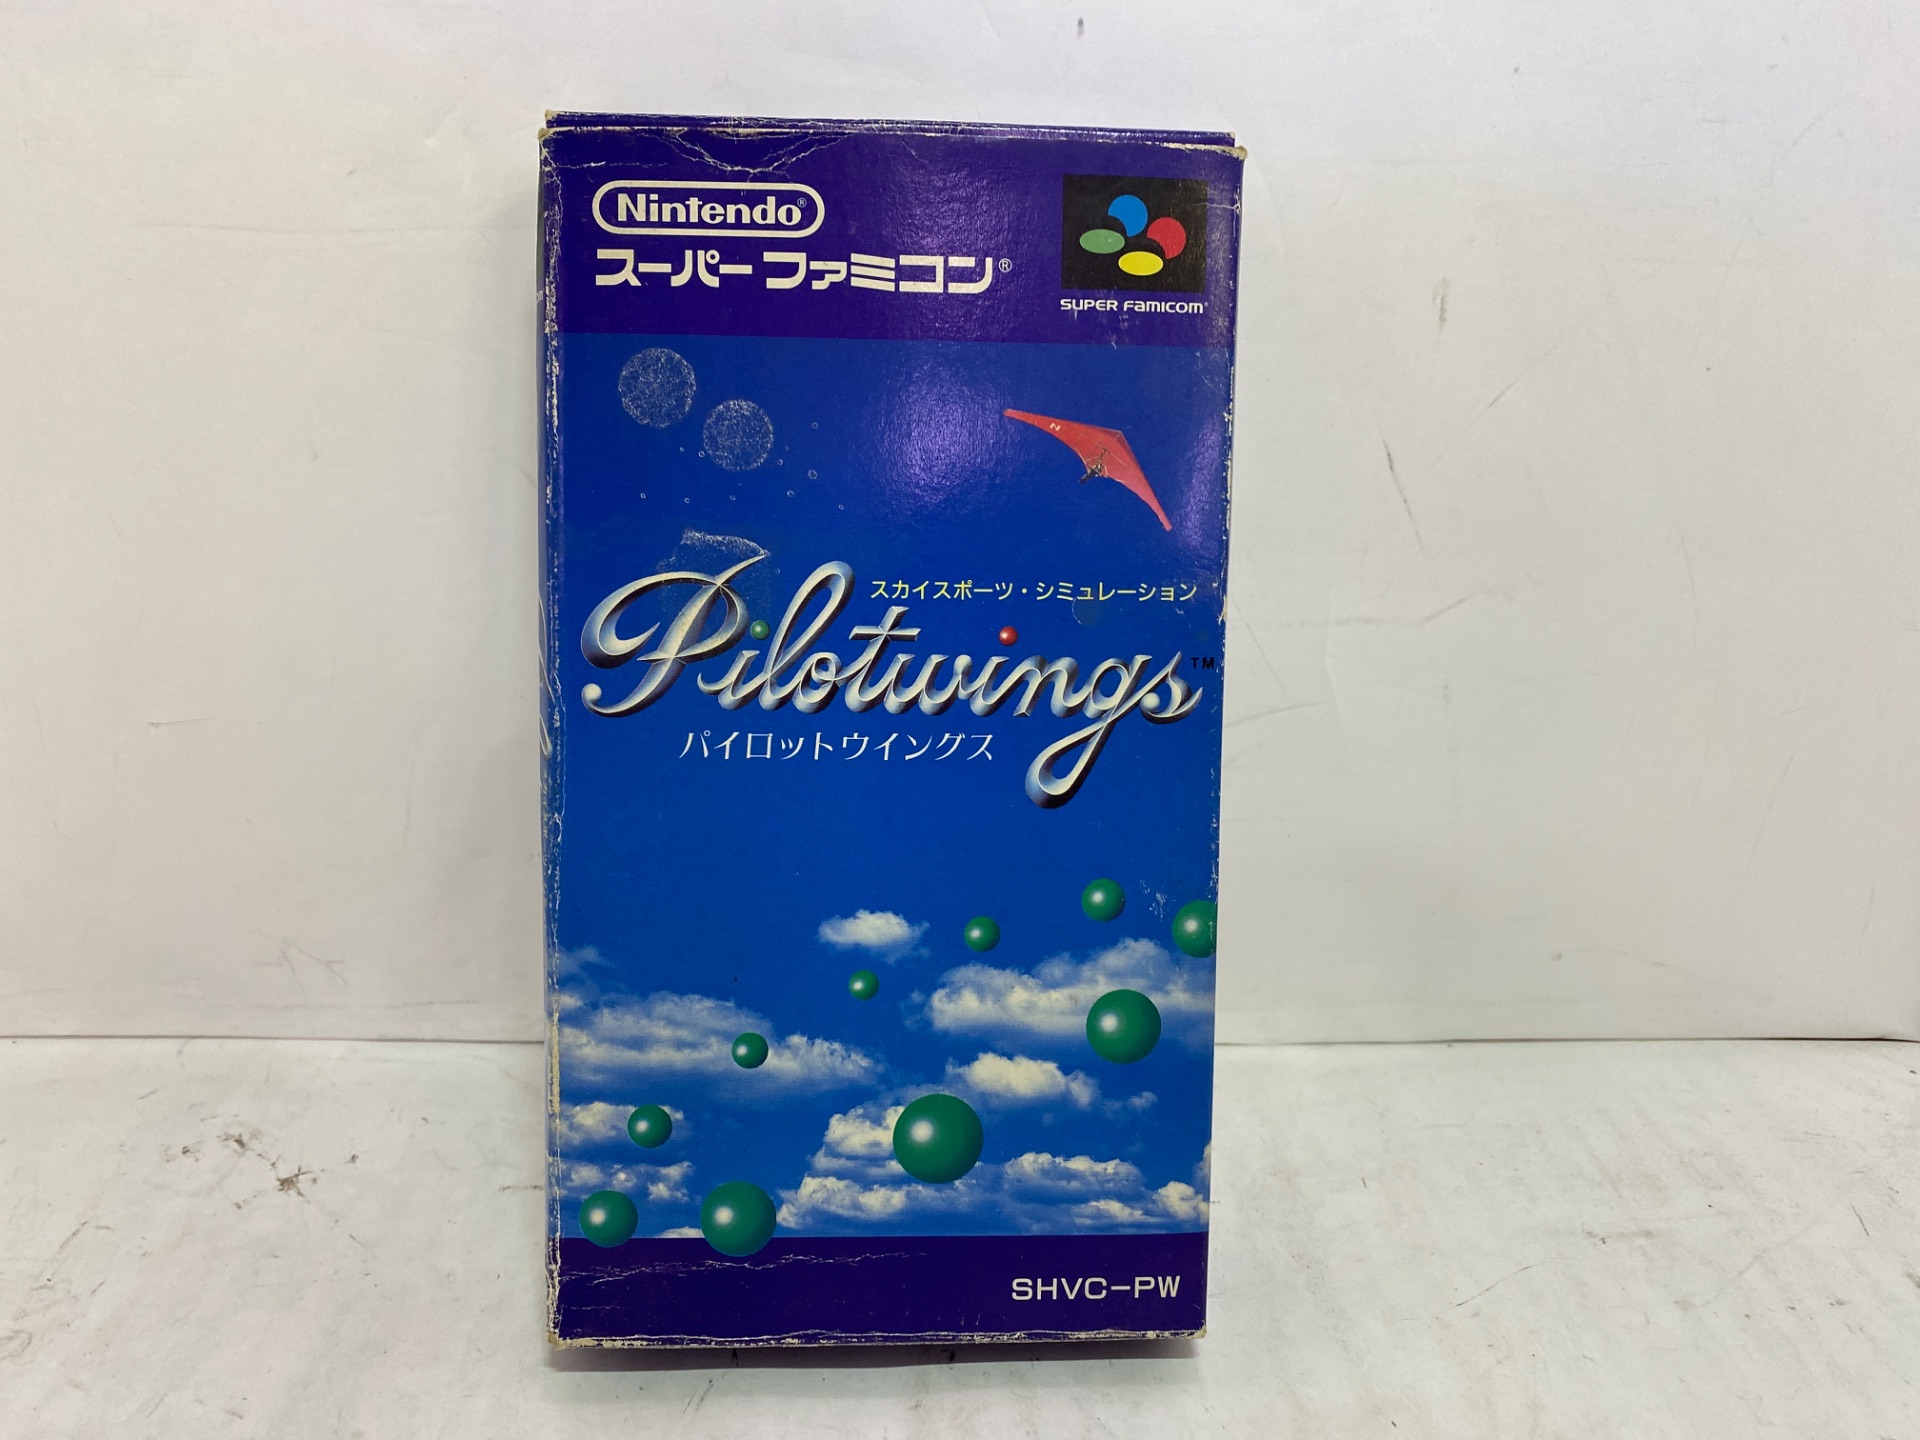 Nintendo®
スーパーファミコン®
SUPER FAMICOM®
N
スカイスポーツ・シミュレーション
Pilotwings™
パイロットウイングス
SHVC-PW